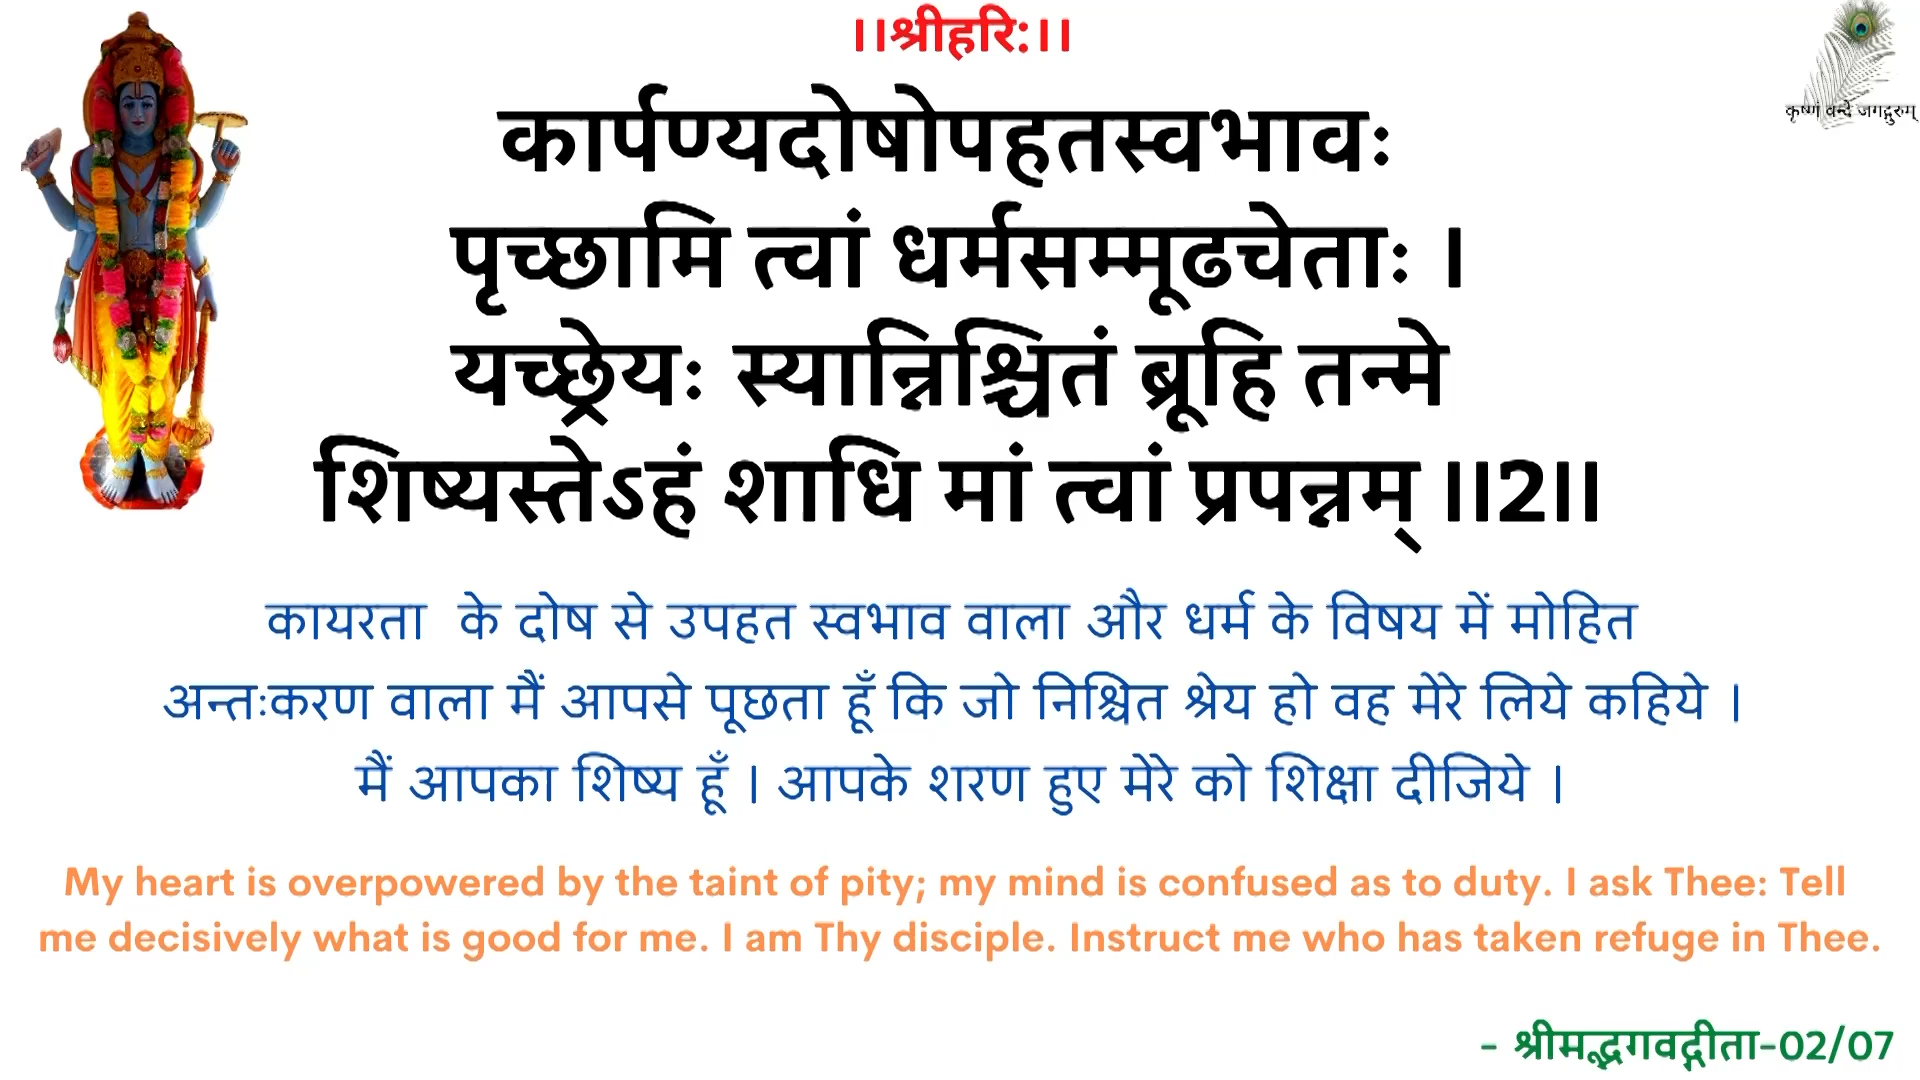 ।।श्रीहरि:।।
कृष्णं वन्दे जगद्गुरुम्
कार्पण्यदोषोपहतस्वभावः
पृच्छामि त्वां धर्मसम्मूढचेताः ।
यच्छ्रेयः स्यान्निश्चितं ब्रूहि तन्मे
शिष्यस्तेऽहं शाधि मां त्वां प्रपन्नम् ।।2।।
कायरता के दोष से उपहत स्वभाव वाला और धर्म के विषय में मोहित
अन्तःकरण वाला मैं आपसे पूछता हूँ कि जो निश्चित श्रेय हो वह मेरे लिये कहिये ।
मैं आपका शिष्य हूँ । आपके शरण हुए मेरे को शिक्षा दीजिये ।
My heart is overpowered by the taint of pity; my mind is confused as to duty. I ask Thee: Tell
me decisively what is good for me. I am Thy disciple. Instruct me who has taken refuge in Thee.
- श्रीमद्भगवद्गीता-02/07